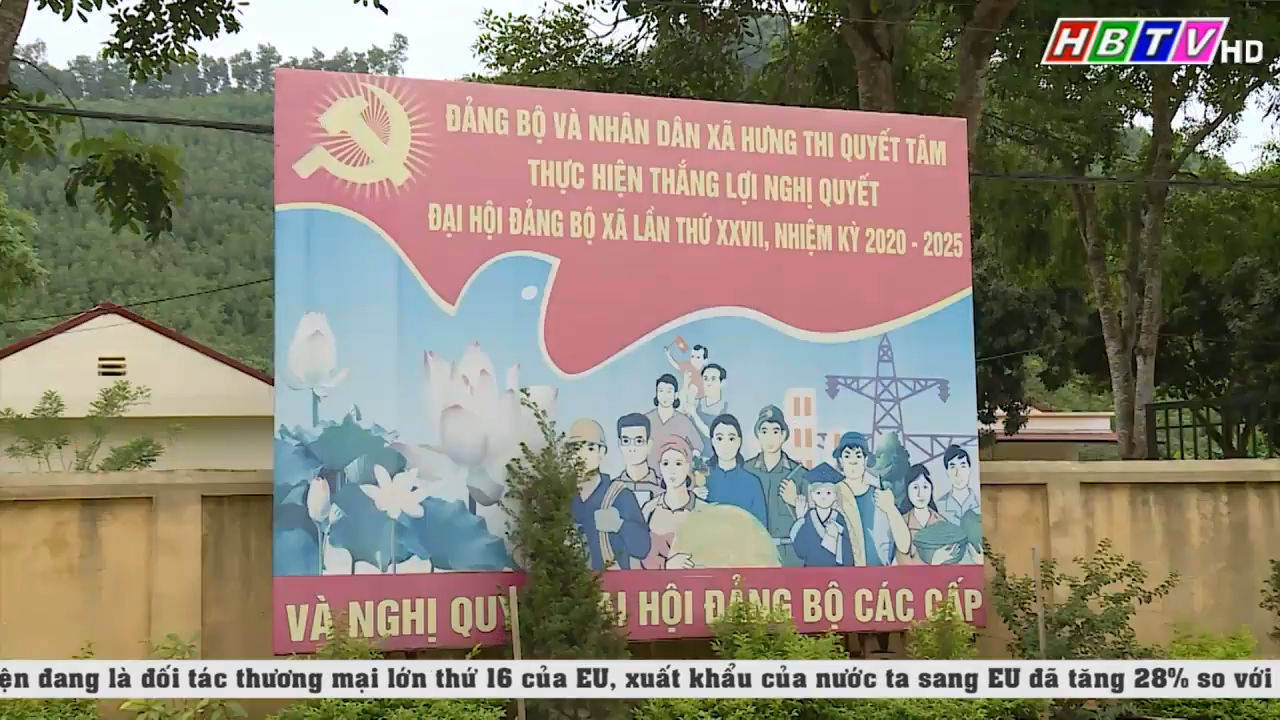 HBTV HD
ĐẢNG BỘ VÀ NHÂN DÂN XÃ HƯNG THI QUYẾT TÂM
THỰC HIỆN THẮNG LỢI NGHỊ QUYẾT
ĐẠI HỘI ĐẢNG BỘ XÃ LẦN THỨ XXVII, NHIỆM KỲ 2020 - 2025
VÀ NGHỊ HỘI ĐẢNG BỘ CÁC CẤP
đang là đối tác thương mại lớn thứ 16 của EU, xuất khẩu của nước ta sang EU đã tăng 28% so với